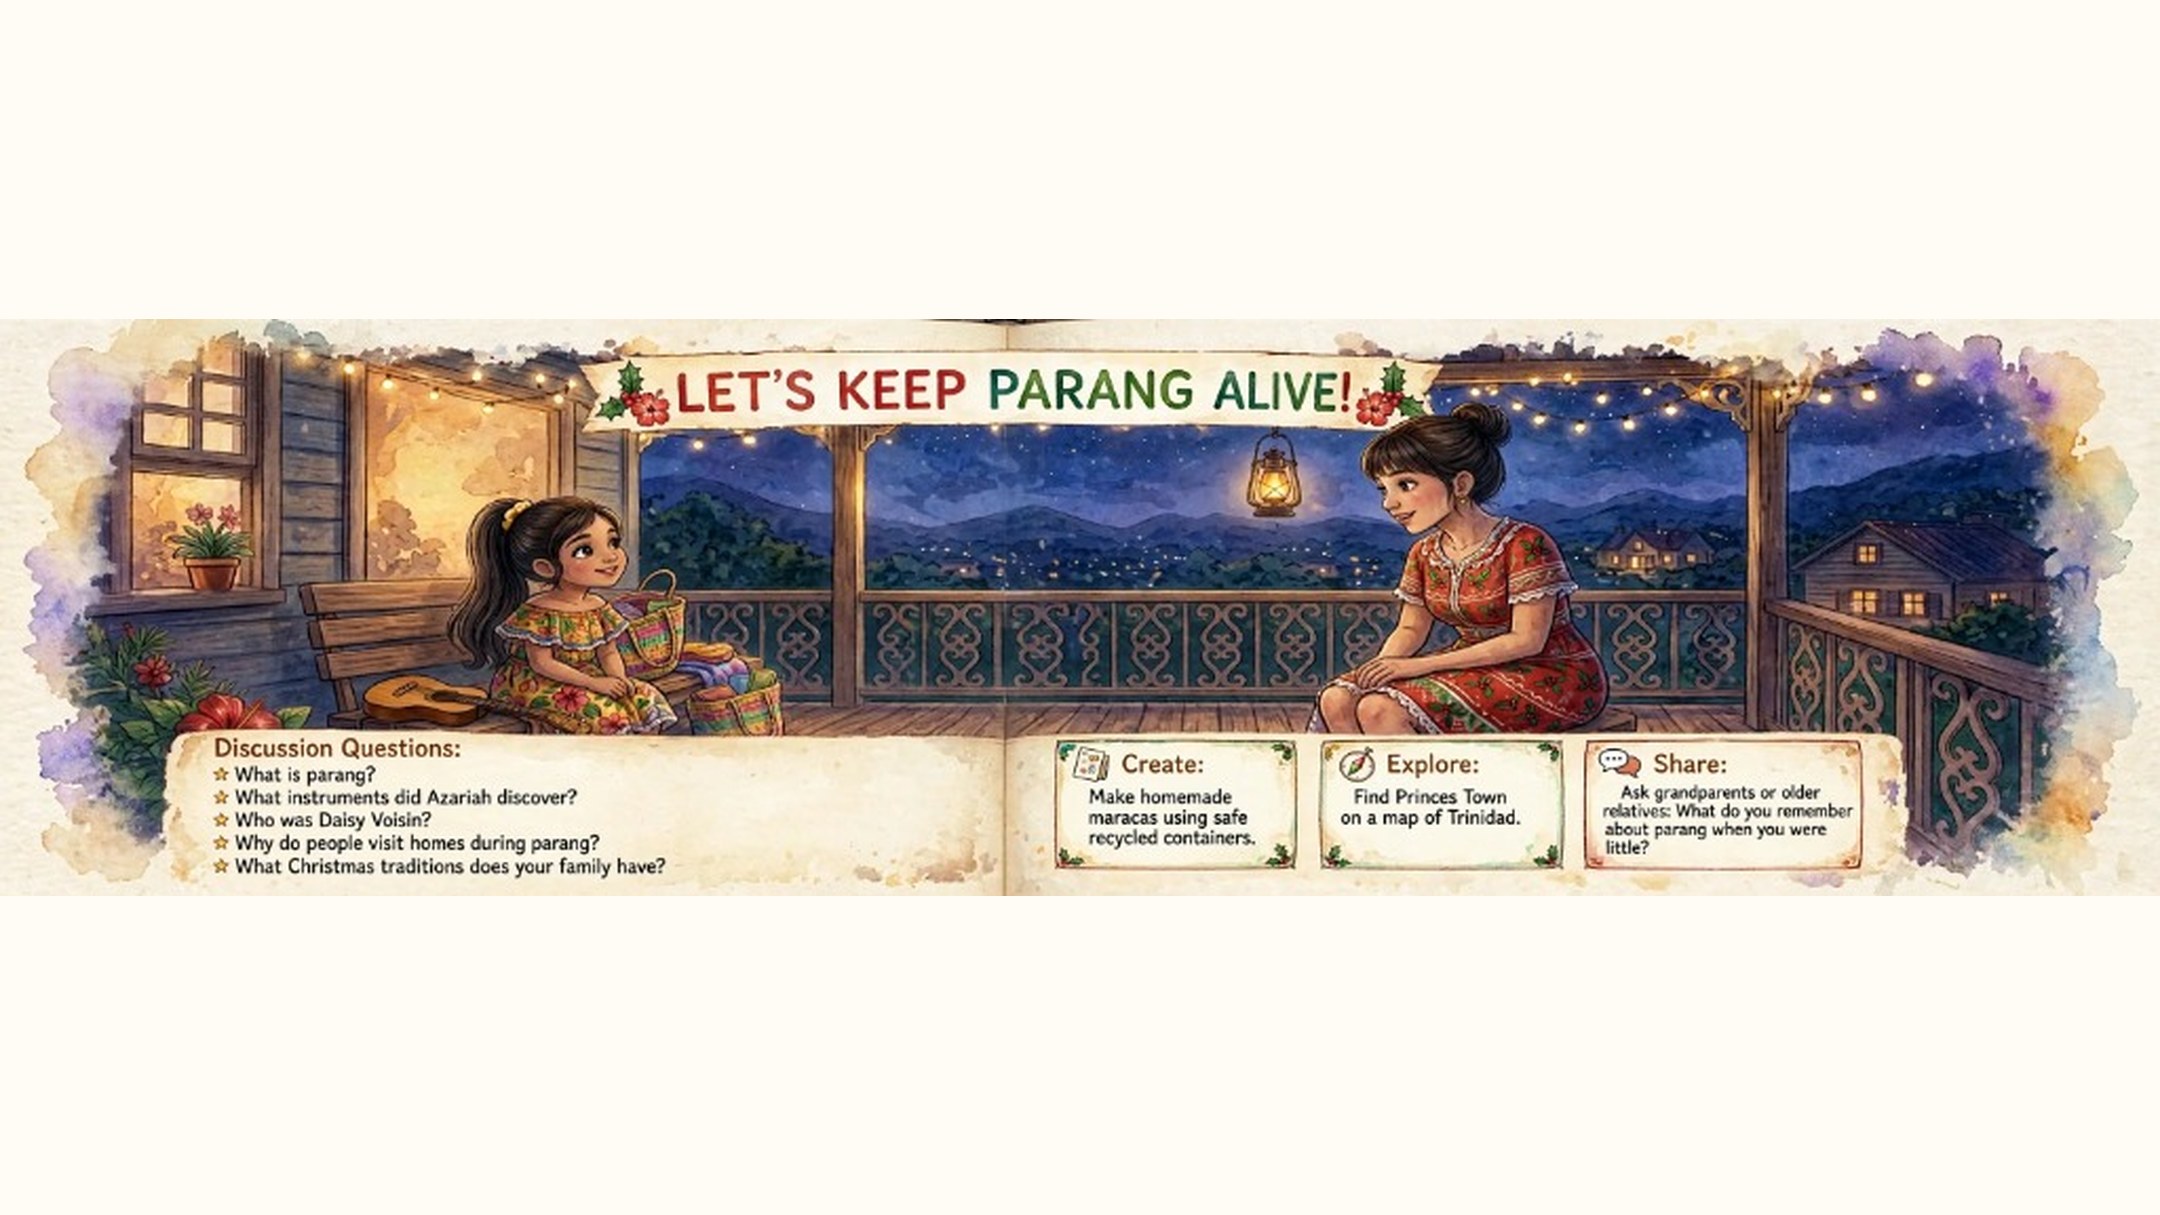 LET'S KEEP PARANG ALIVE!
Discussion Questions:
☆ What is parang?
☆ What instruments did Azariah discover?
☆ Who was Daisy Voisin?
☆ Why do people visit homes during parang?
☆ What Christmas traditions does your family have?
Create:
Make homemade
maracas using safe
recycled containers.
Explore:
Find Princes Town
on a map of Trinidad.
Share:
Ask grandparents or older
relatives: What do you remember
about parang when you were
little?